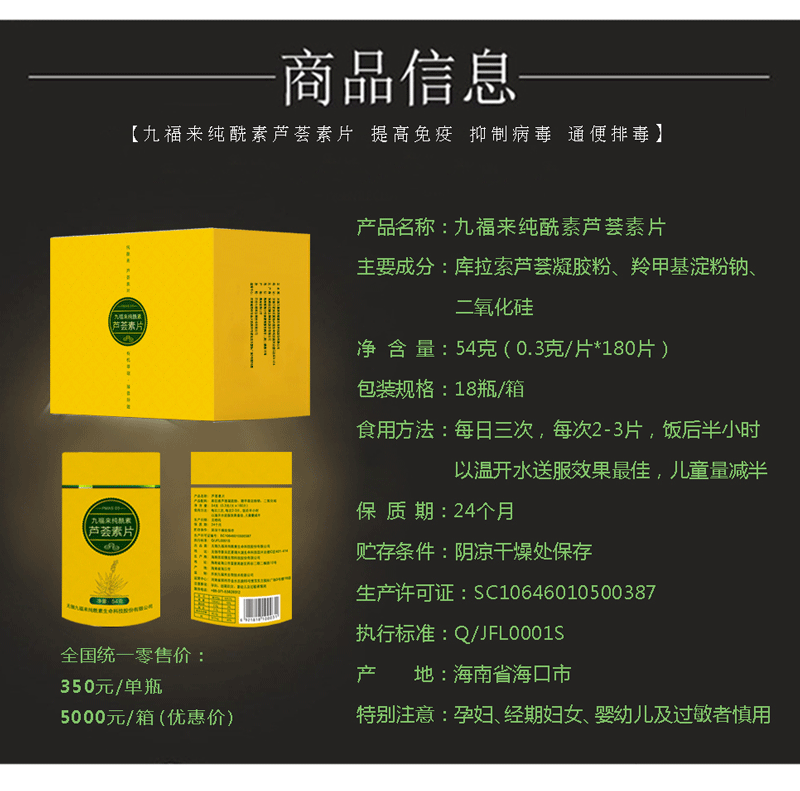 商品信息
【九福来纯酰素芦荟素片 提高免疫 抑制病毒 通便排毒】
产品名称：九福来纯酰素芦荟素片
主要成分：库拉索芦荟凝胶粉、羚甲基淀粉钠、
二氧化硅
净 含 量：54克（0.3克/片*180片）
包装规格：18瓶/箱
食用方法：每日三次，每次2-3片，饭后半小时
以温开水送服效果最佳，儿童量减半
保 质 期：24个月
贮存条件：阴凉干燥处保存
生产许可证：SC10646010500387
执行标准：Q/JFL0001S
产 地：海南省海口市
特别注意：孕妇、经期妇女、婴幼儿及过敏者慎用
九福来纯酰素
芦荟素片
九福来纯酰素
芦荟素片
净含量：54克
芦荟素片
全国统一零售价：
350元/单瓶
5000元/箱(优惠价)